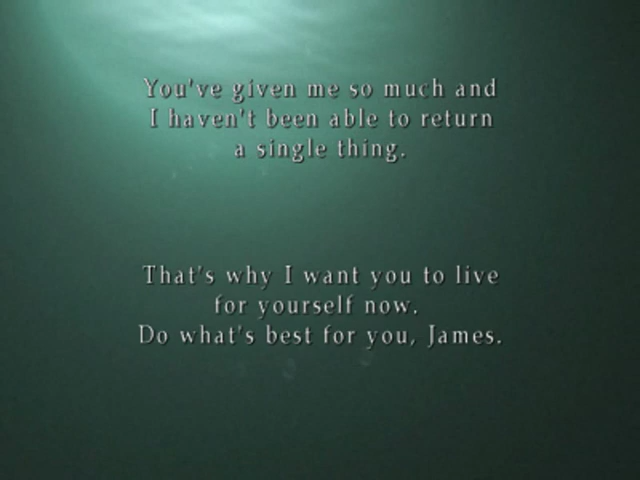 You've given me so much and
I haven't been able to return
a single thing.
That's why I want you to live
for yourself now.
Do what's best for you, James.